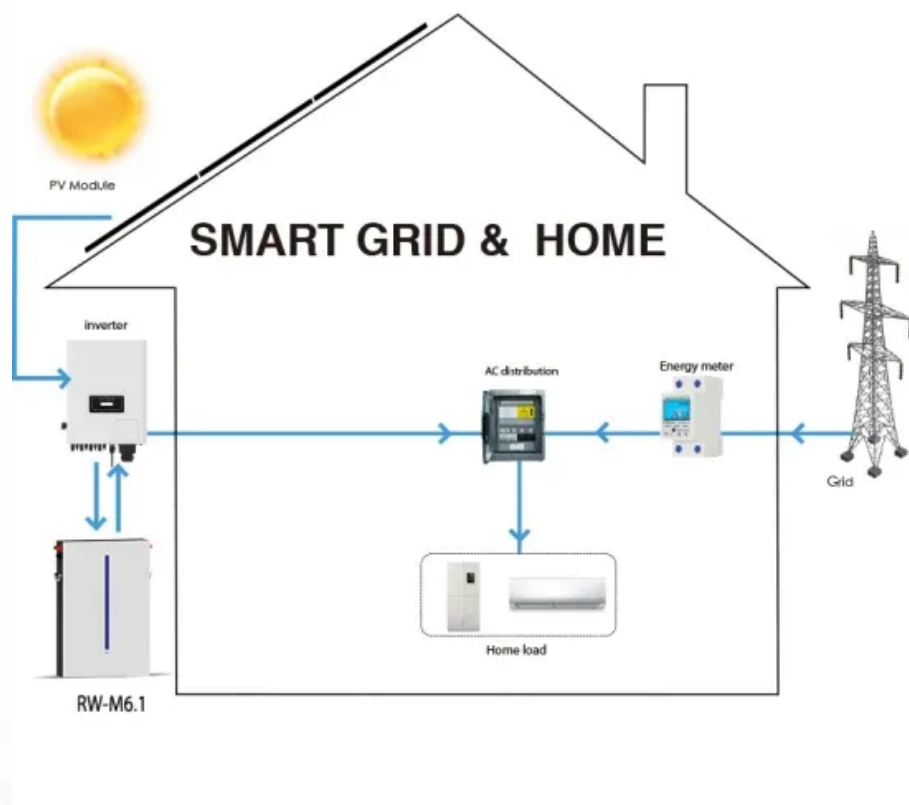 PV Module
SMART GRID & HOME
inverter
AC distribution
Energy meter
Grid
Home load
RW-M6.1